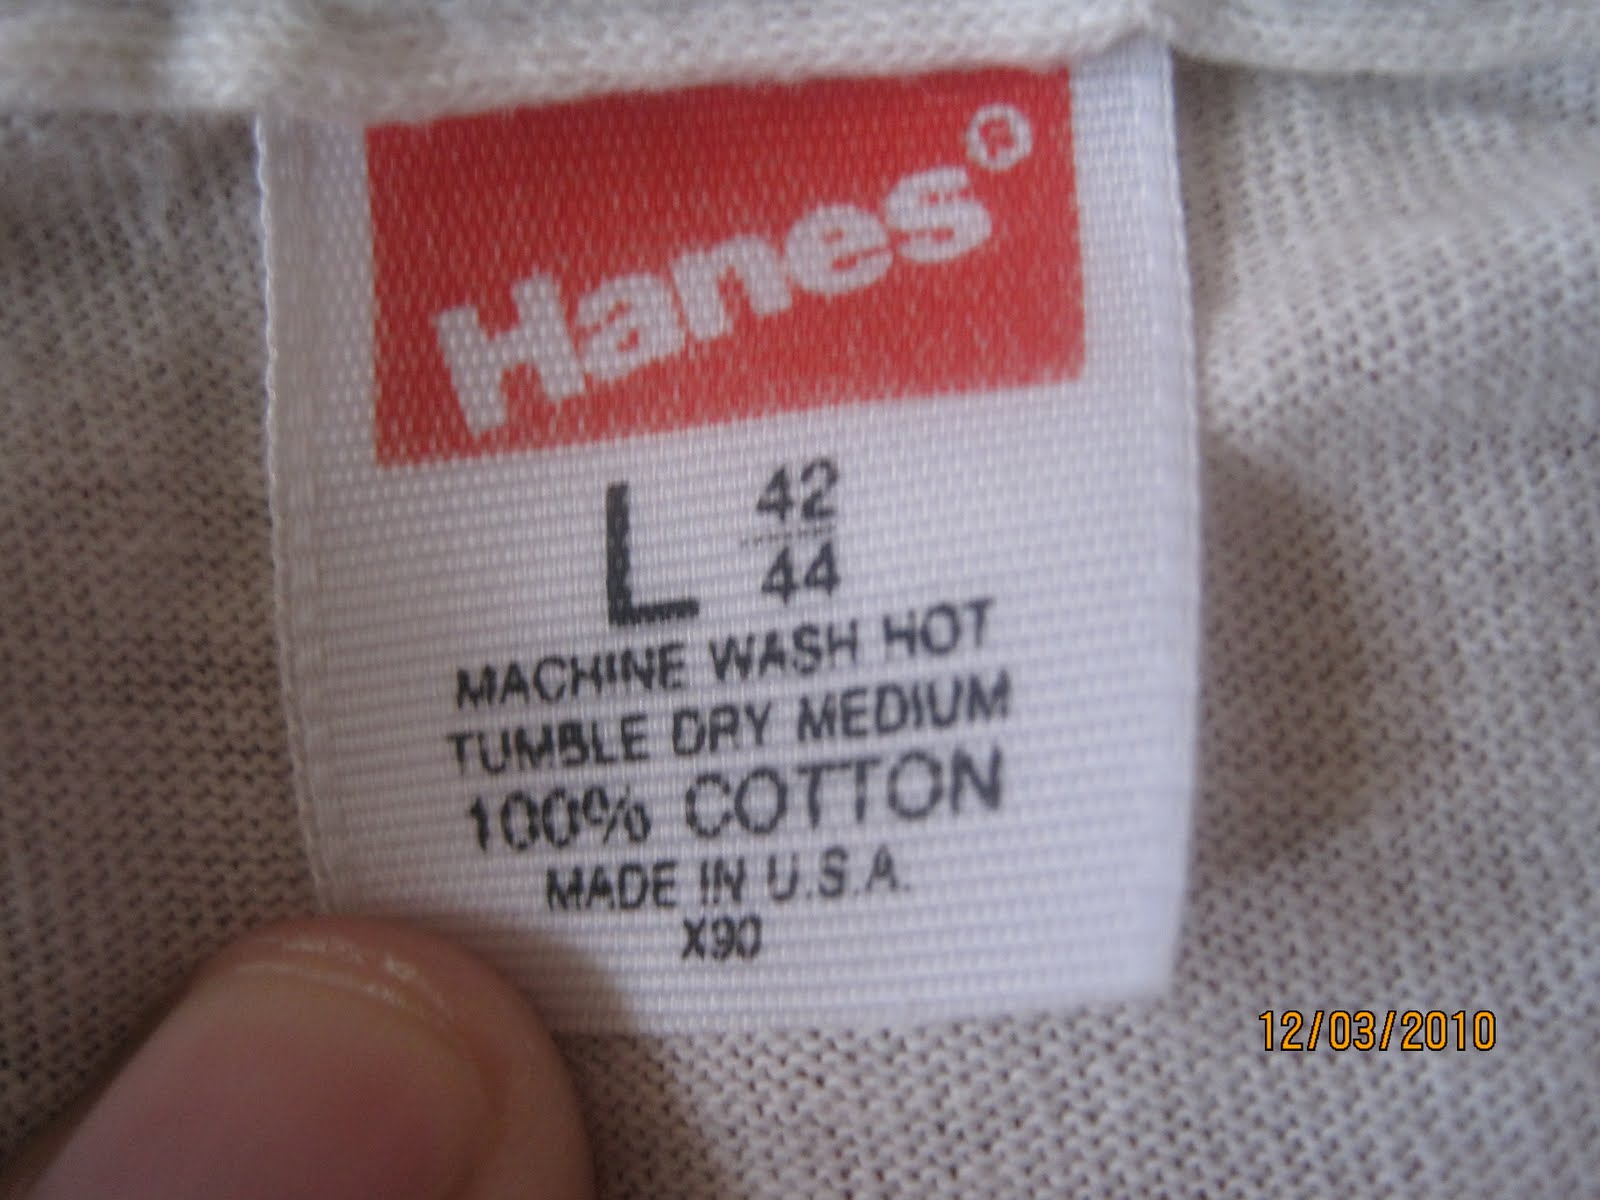 Hanes®
L 42
44
MACHINE WASH HOT
TUMBLE DRY MEDIUM
100% COTTON
MADE IN U.S.A.
X90
12/03/2010